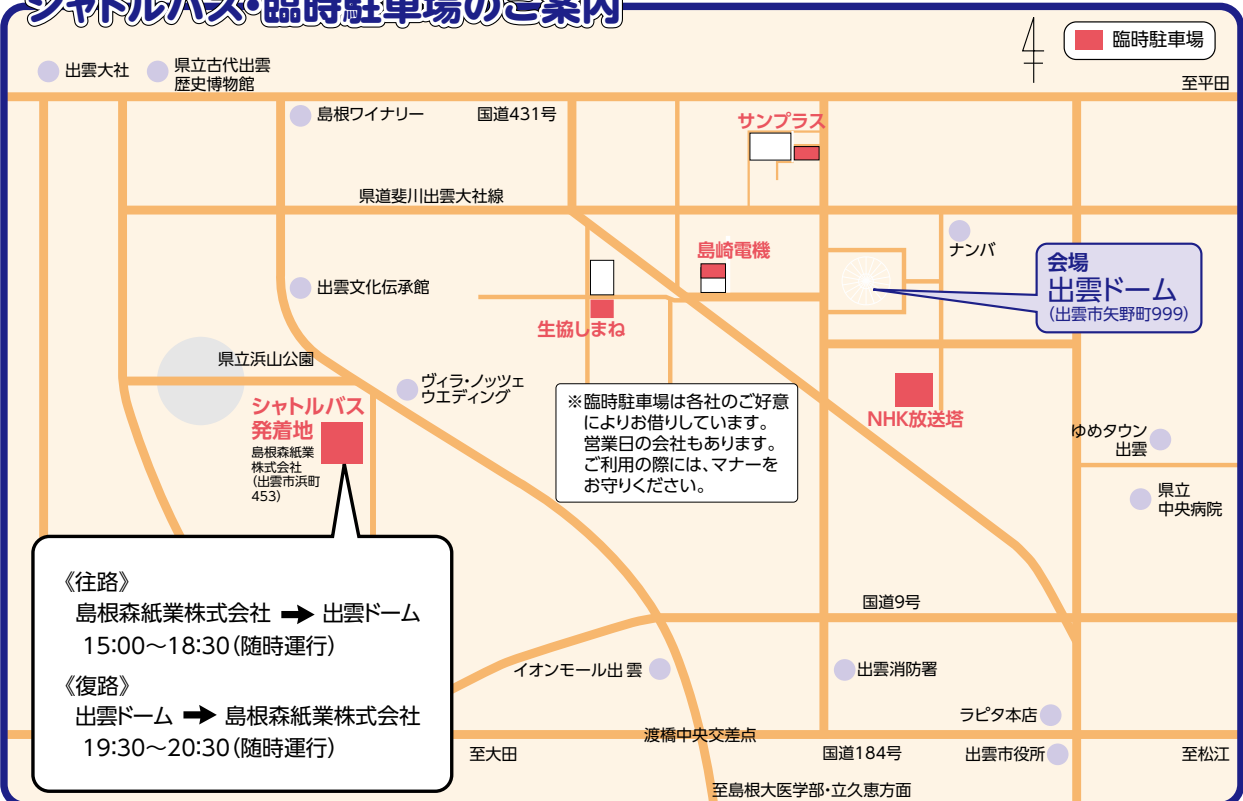 シャトルバス・臨時駐車場のご案内
臨時駐車場
出雲大社
県立古代出雲
歴史博物館
至平田
島根ワイナリー
国道431号
サンプラス
県道斐川出雲大社線
島崎電機
ナンバ
会場
出雲ドーム
(出雲市矢野町999)
出雲文化伝承館
生協しまね
県立浜山公園
ヴィラ・ノッツェ
ウエディング
シャトルバス
発着地
島根森紙業
株式会社
(出雲市浜町
453)
※臨時駐車場は各社のご好意
によりお借りしています。
営業日の会社もあります。
ご利用の際には、マナーを
お守りください。
NHK放送塔
ゆめタウン
出雲
県立
中央病院
《往路》
島根森紙業株式会社 ➡ 出雲ドーム
15:00〜18:30(随時運行)
《復路》
出雲ドーム ➡ 島根森紙業株式会社
19:30〜20:30(随時運行)
国道9号
イオンモール出雲
出雲消防署
ラピタ本店
渡橋中央交差点
至大田
国道184号
出雲市役所
至松江
至島根大医学部・立久恵方面